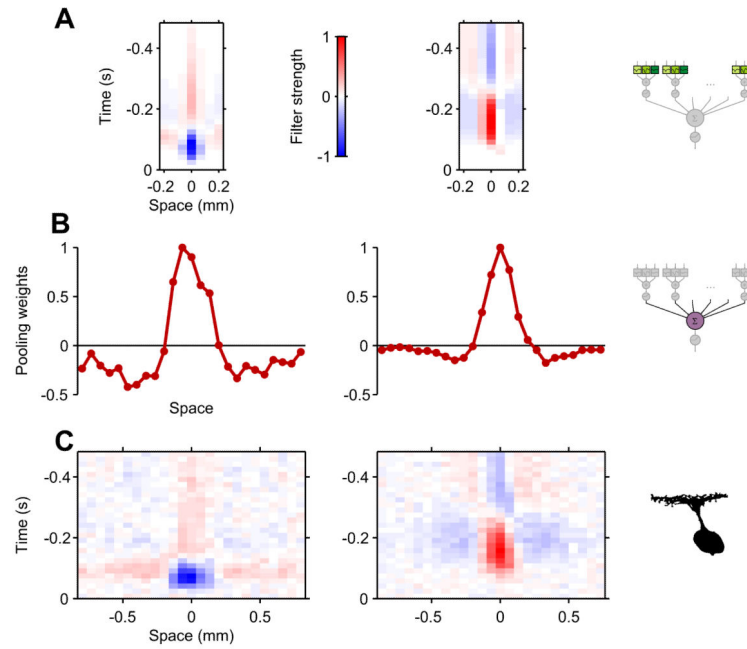 A
-0.4
-0.2
0
Time (s)
-0.2 0 0.2
Space (mm)
1
0
-1
Filter strength
-0.4
-0.2
0
-0.2 0 0.2
...
Σ
B
1
0.5
0
-0.5
Pooling weights
Space
1
0.5
0
-0.5
...
Σ
C
-0.4
-0.2
0
Time (s)
-0.5 0 0.5
Space (mm)
-0.4
-0.2
0
-0.5 0 0.5